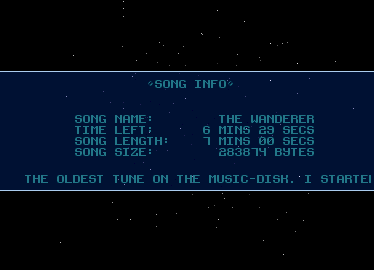 SONG INFO
SONG NAME: THE WANDERER
TIME LEFT; 6 MINS 29 SECS
SONG LENGTH: 7 MINS 00 SECS
SONG SIZE: 283874 BYTES
THE OLDEST TUNE ON THE MUSIC-DISK. I STARTE